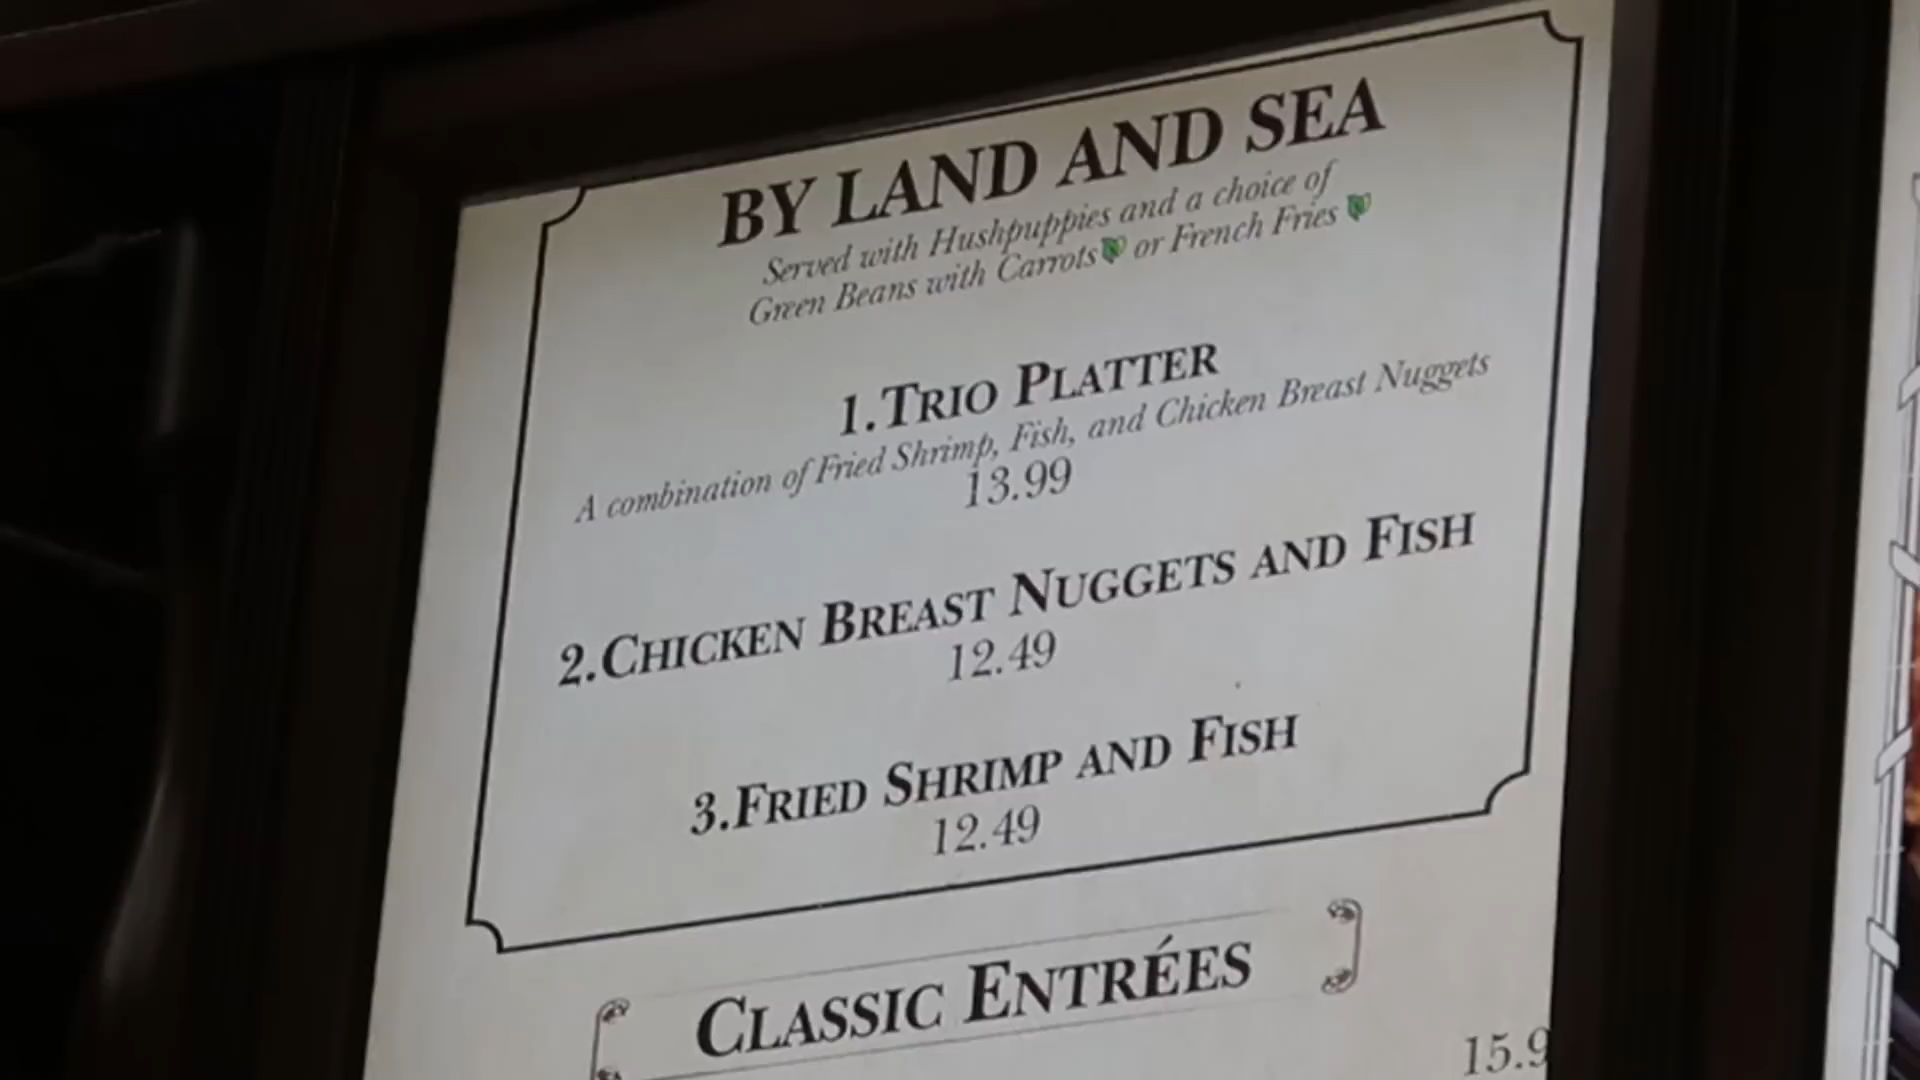 BY LAND AND SEA
Served with Hushpuppies and a choice of
Green Beans with Carrots or French Fries
1. TRIO PLATTER
A combination of Fried Shrimp, Fish, and Chicken Breast Nuggets
13.99
2. CHICKEN BREAST NUGGETS AND FISH
12.49
3. FRIED SHRIMP AND FISH
12.49
CLASSIC ENTRÉES
15.9